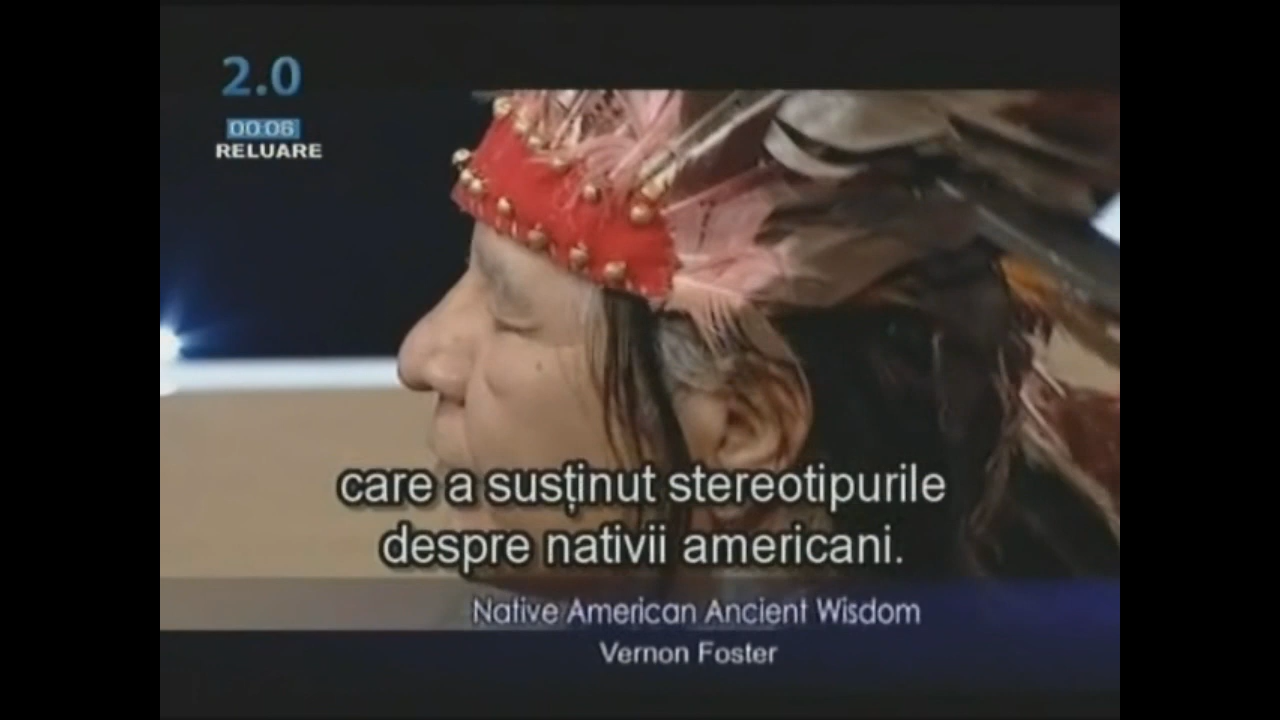 2.0
00:06
RELUARE
care a susținut stereotipurile
despre nativii americani.
Native American Ancient Wisdom
Vernon Foster